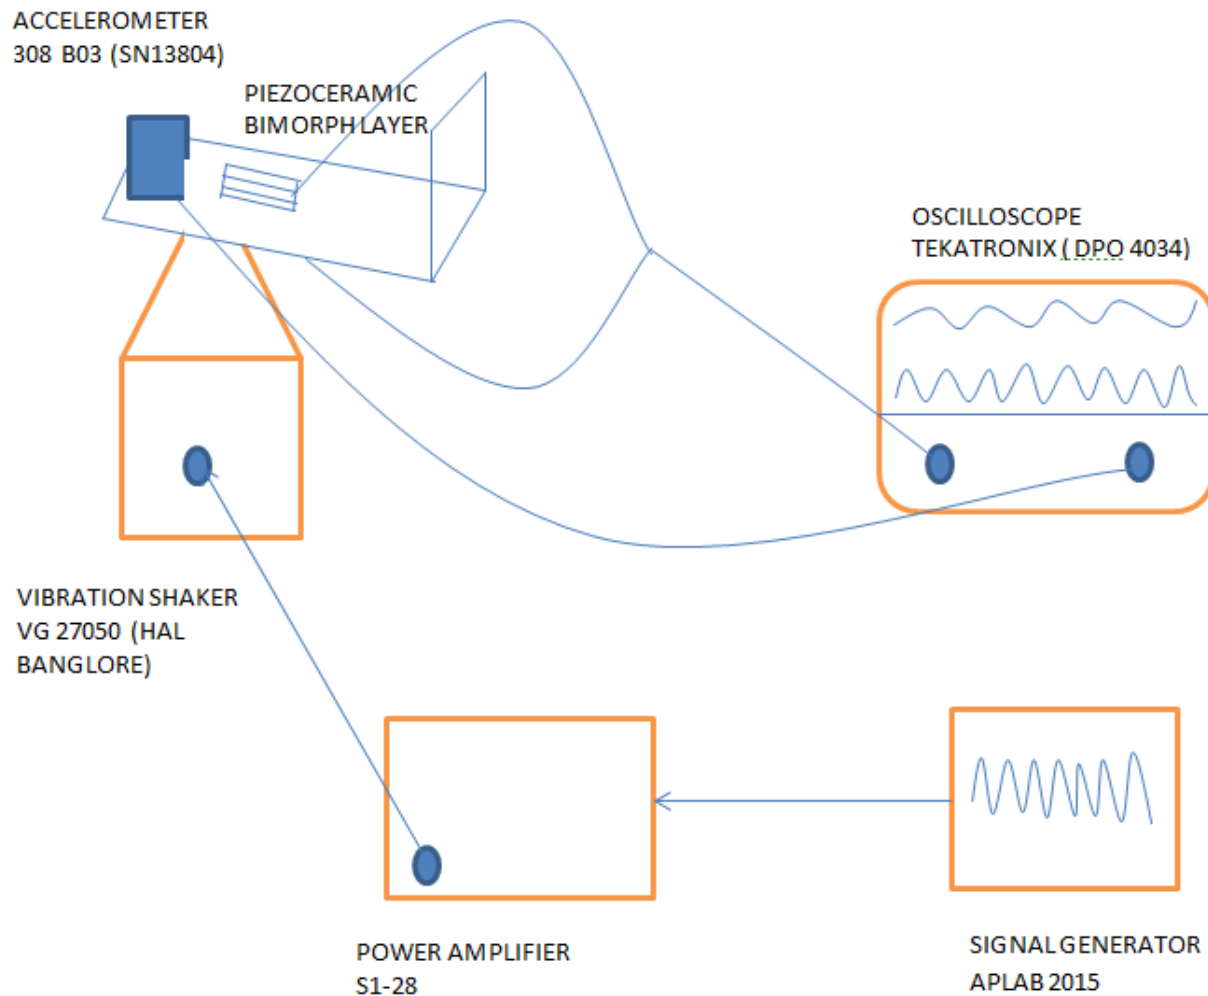 ACCELEROMETER
308 B03 (SN13804)
PIEZOCERAMIC
BIMORPH LAYER
OSCILLOSCOPE
TEKATRONIX ( DPO 4034)
VIBRATION SHAKER
VG 27050 (HAL
BANGLORE)
POWER AMPLIFIER
S1-28
SIGNAL GENERATOR
APLAB 2015